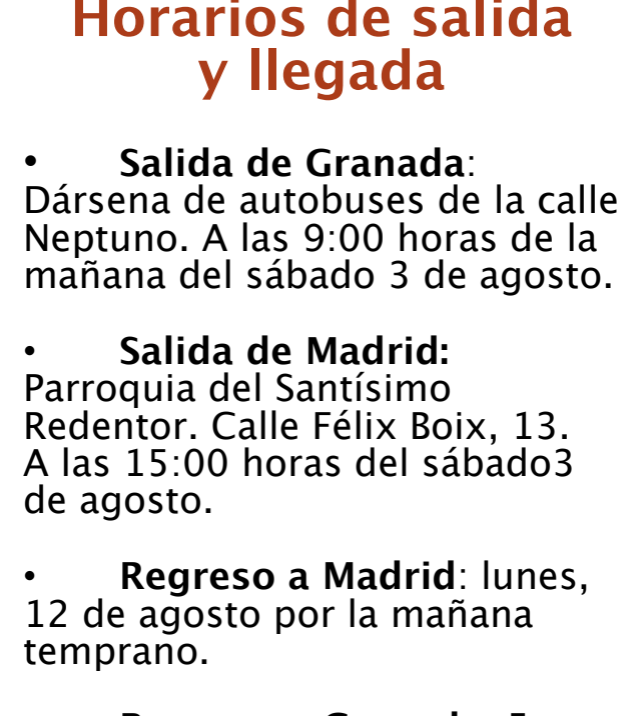 Horarios de salida
y llegada
• Salida de Granada:
Dársena de autobuses de la calle
Neptuno. A las 9:00 horas de la
mañana del sábado 3 de agosto.
• Salida de Madrid:
Parroquia del Santísimo
Redentor. Calle Félix Boix, 13.
A las 15:00 horas del sábado3
de agosto.
• Regreso a Madrid: lunes,
12 de agosto por la mañana
temprano.